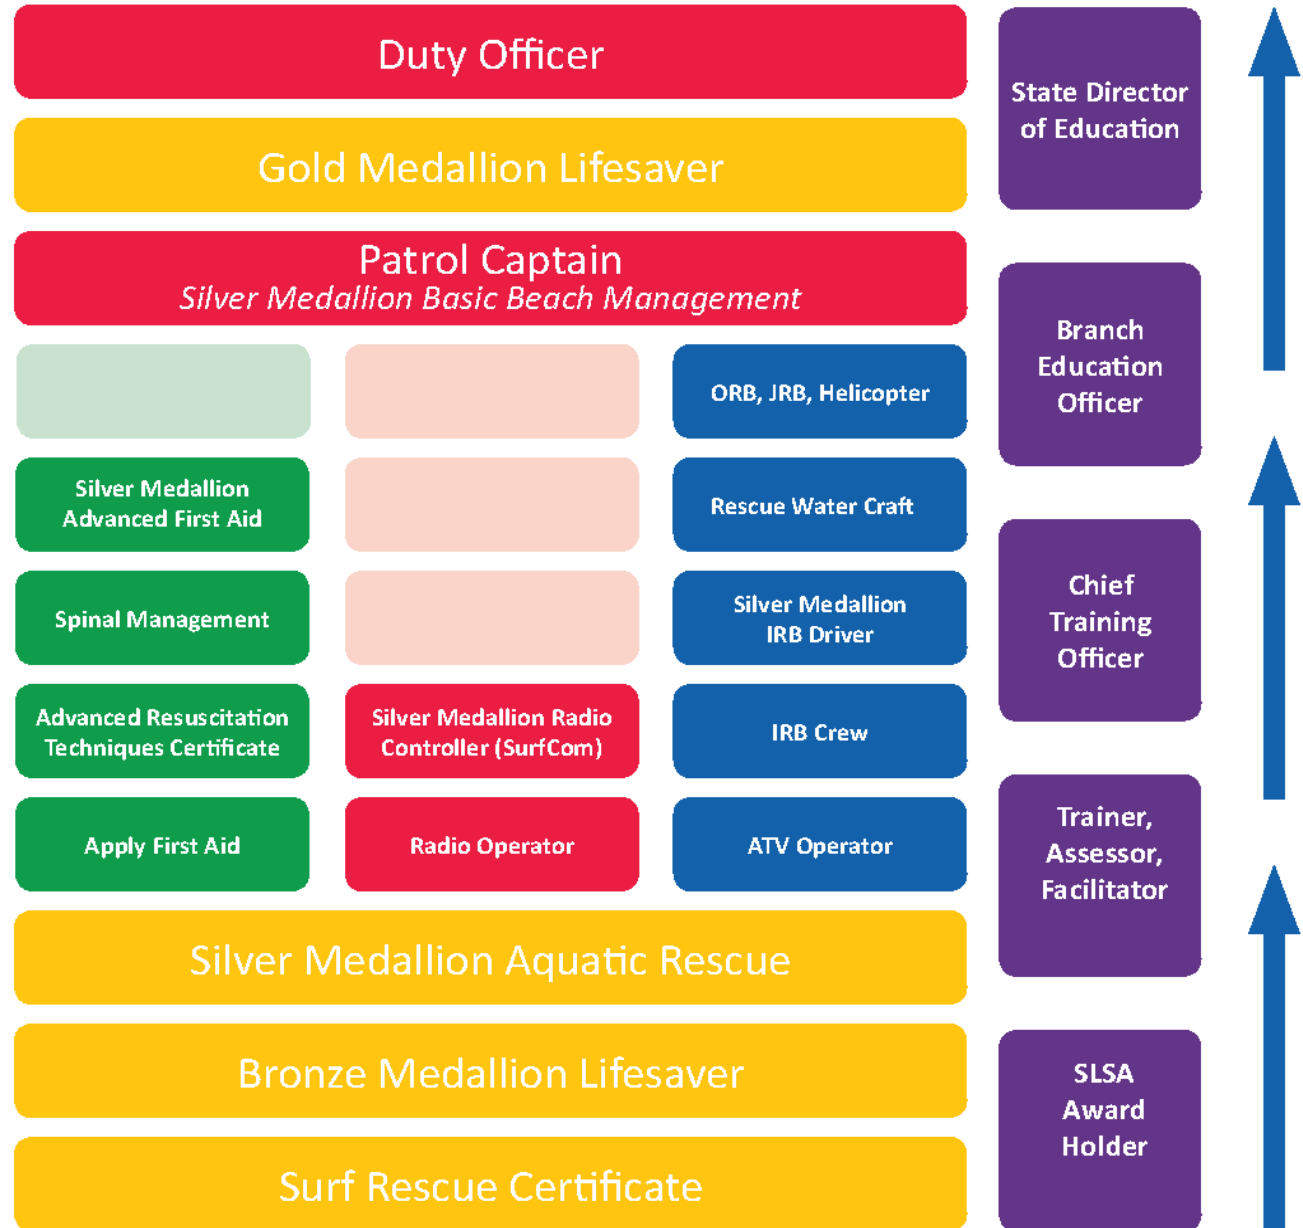 Duty Officer
Gold Medallion Lifesaver
Patrol Captain
Silver Medallion Basic Beach Management
ORB, JRB, Helicopter
Silver Medallion
Advanced First Aid
Rescue Water Craft
Spinal Management
Silver Medallion
IRB Driver
Advanced Resuscitation
Techniques Certificate
Silver Medallion Radio
Controller (SurfCom)
IRB Crew
Apply First Aid
Radio Operator
ATV Operator
Silver Medallion Aquatic Rescue
Bronze Medallion Lifesaver
Surf Rescue Certificate
State Director
of Education
Branch
Education
Officer
Chief
Training
Officer
Trainer,
Assessor,
Facilitator
SLSA
Award
Holder